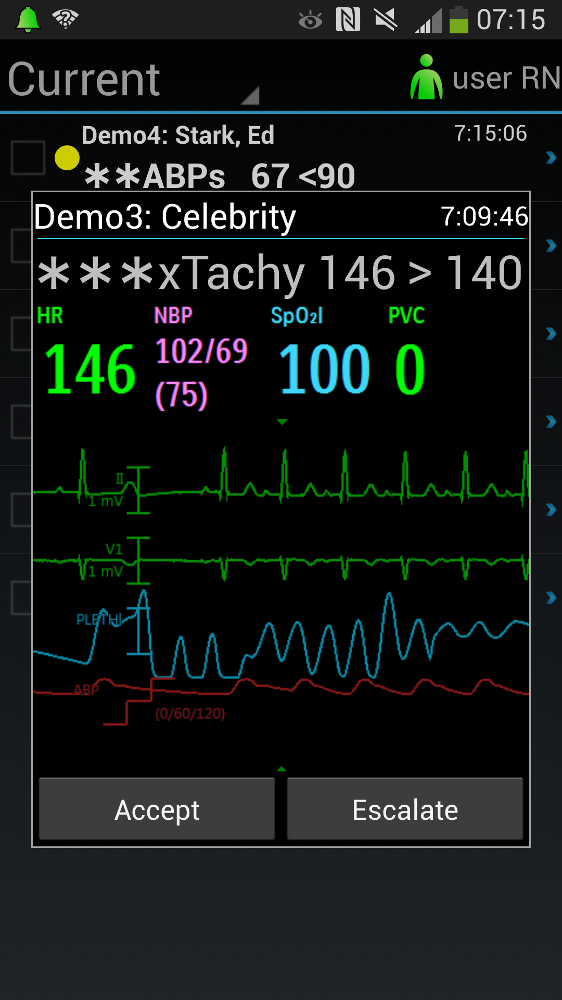 07:15
Current
user RN
Demo4: Stark, Ed 7:15:06
∗∗ABPs 67 <90
Demo3: Celebrity 7:09:46
∗∗∗xTachy 146 > 140
HR NBP SpO₂l PVC
146 102/69 100 0
(75)
II
1 mV
V1
1 mV
PLETHl
ABP
(0/60/120)
Accept Escalate